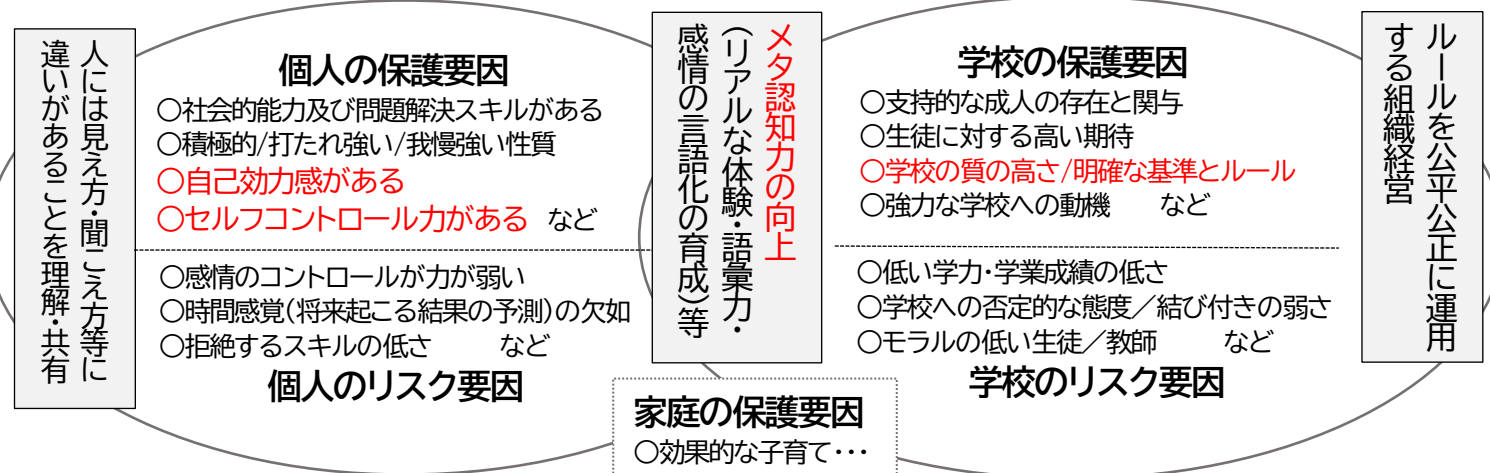 人には見え方・聞こえ方等に
違いがあることを理解・共有
個人の保護要因
○社会的能力及び問題解決スキルがある
○積極的/打たれ強い/我慢強い性質
○自己効力感がある
○セルフコントロール力がある など
○感情のコントロールが力が弱い
○時間感覚(将来起こる結果の予測)の欠如
○拒絶するスキルの低さ など
個人のリスク要因
メタ認知力の向上
(リアルな体験・語彙力・
感情の言語化の育成)等
学校の保護要因
○支持的な成人の存在と関与
○生徒に対する高い期待
○学校の質の高さ/明確な基準とルール
○強力な学校への動機 など
○低い学力・学業成績の低さ
○学校への否定的な態度／結び付きの弱さ
○モラルの低い生徒／教師 など
学校のリスク要因
ルールを公平公正に運用
する組織経営
家庭の保護要因
○効果的な子育て・・・